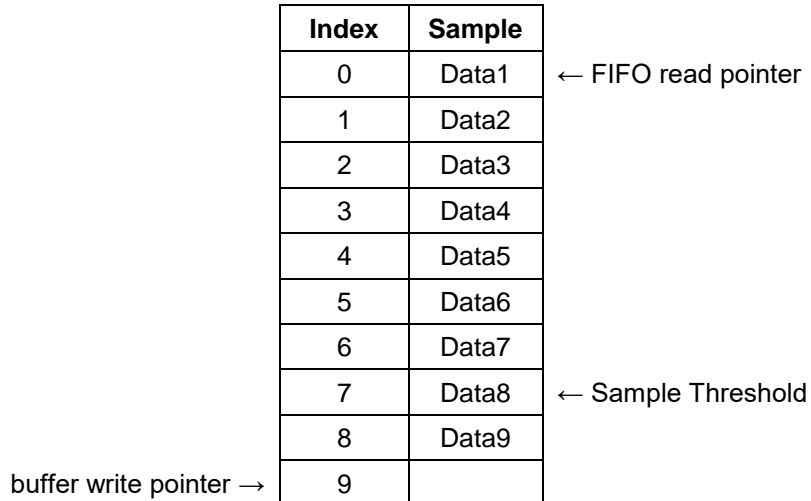 Index Sample
0 Data1 ← FIFO read pointer
1 Data2
2 Data3
3 Data4
4 Data5
5 Data6
6 Data7
7 Data8 ← Sample Threshold
8 Data9
buffer write pointer → 9